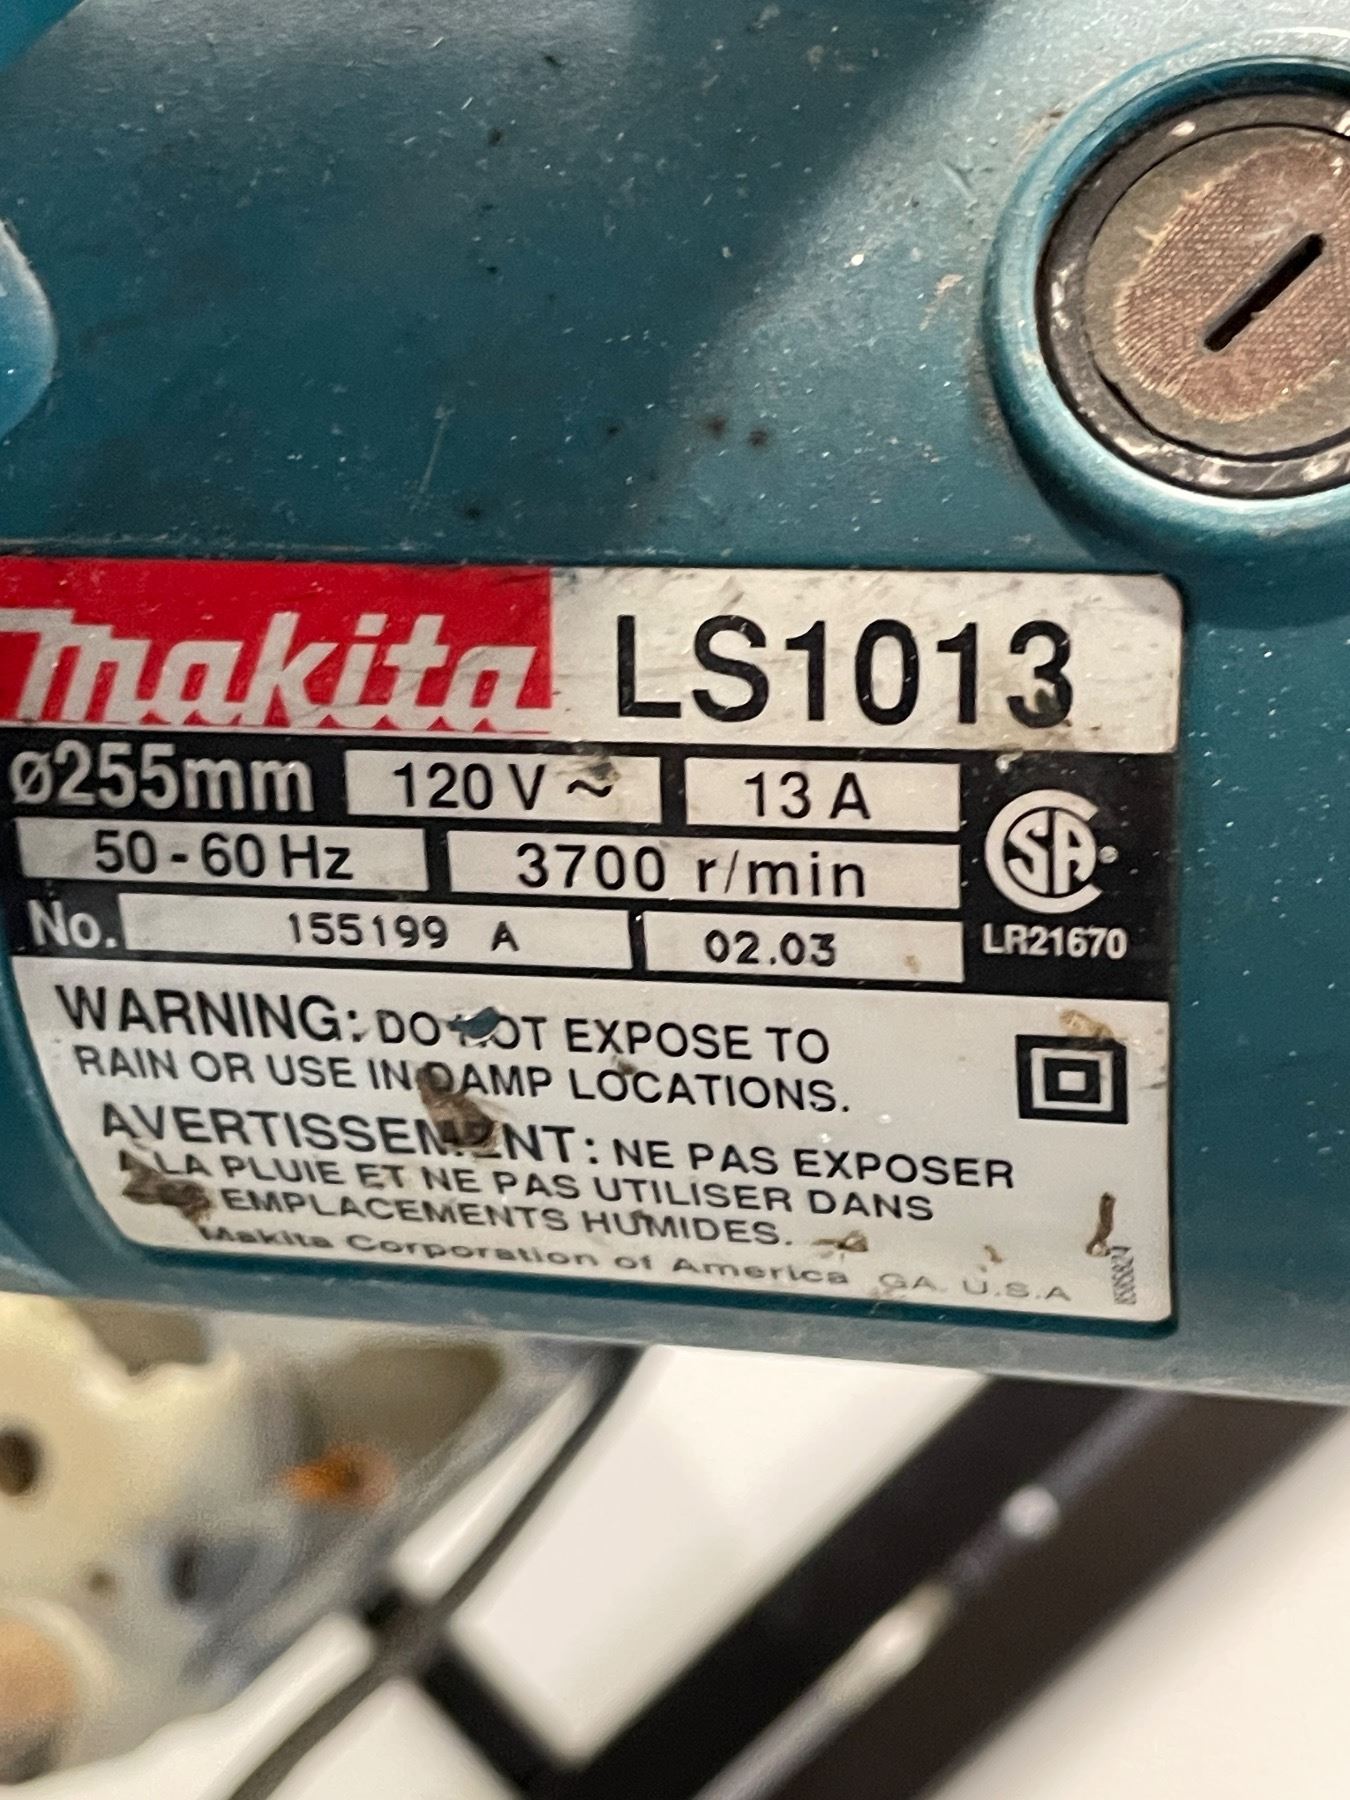 makita LS1013
ø255mm 120 V ~ 13 A
50 - 60 Hz 3700 r/min
No. 155199 A 02.03
CSA
LR21670
WARNING: DO NOT EXPOSE TO
RAIN OR USE IN DAMP LOCATIONS.
AVERTISSEMENT: NE PAS EXPOSER
A LA PLUIE ET NE PAS UTILISER DANS
EMPLACEMENTS HUMIDES.
Makita Corporation of America GA. U.S.A